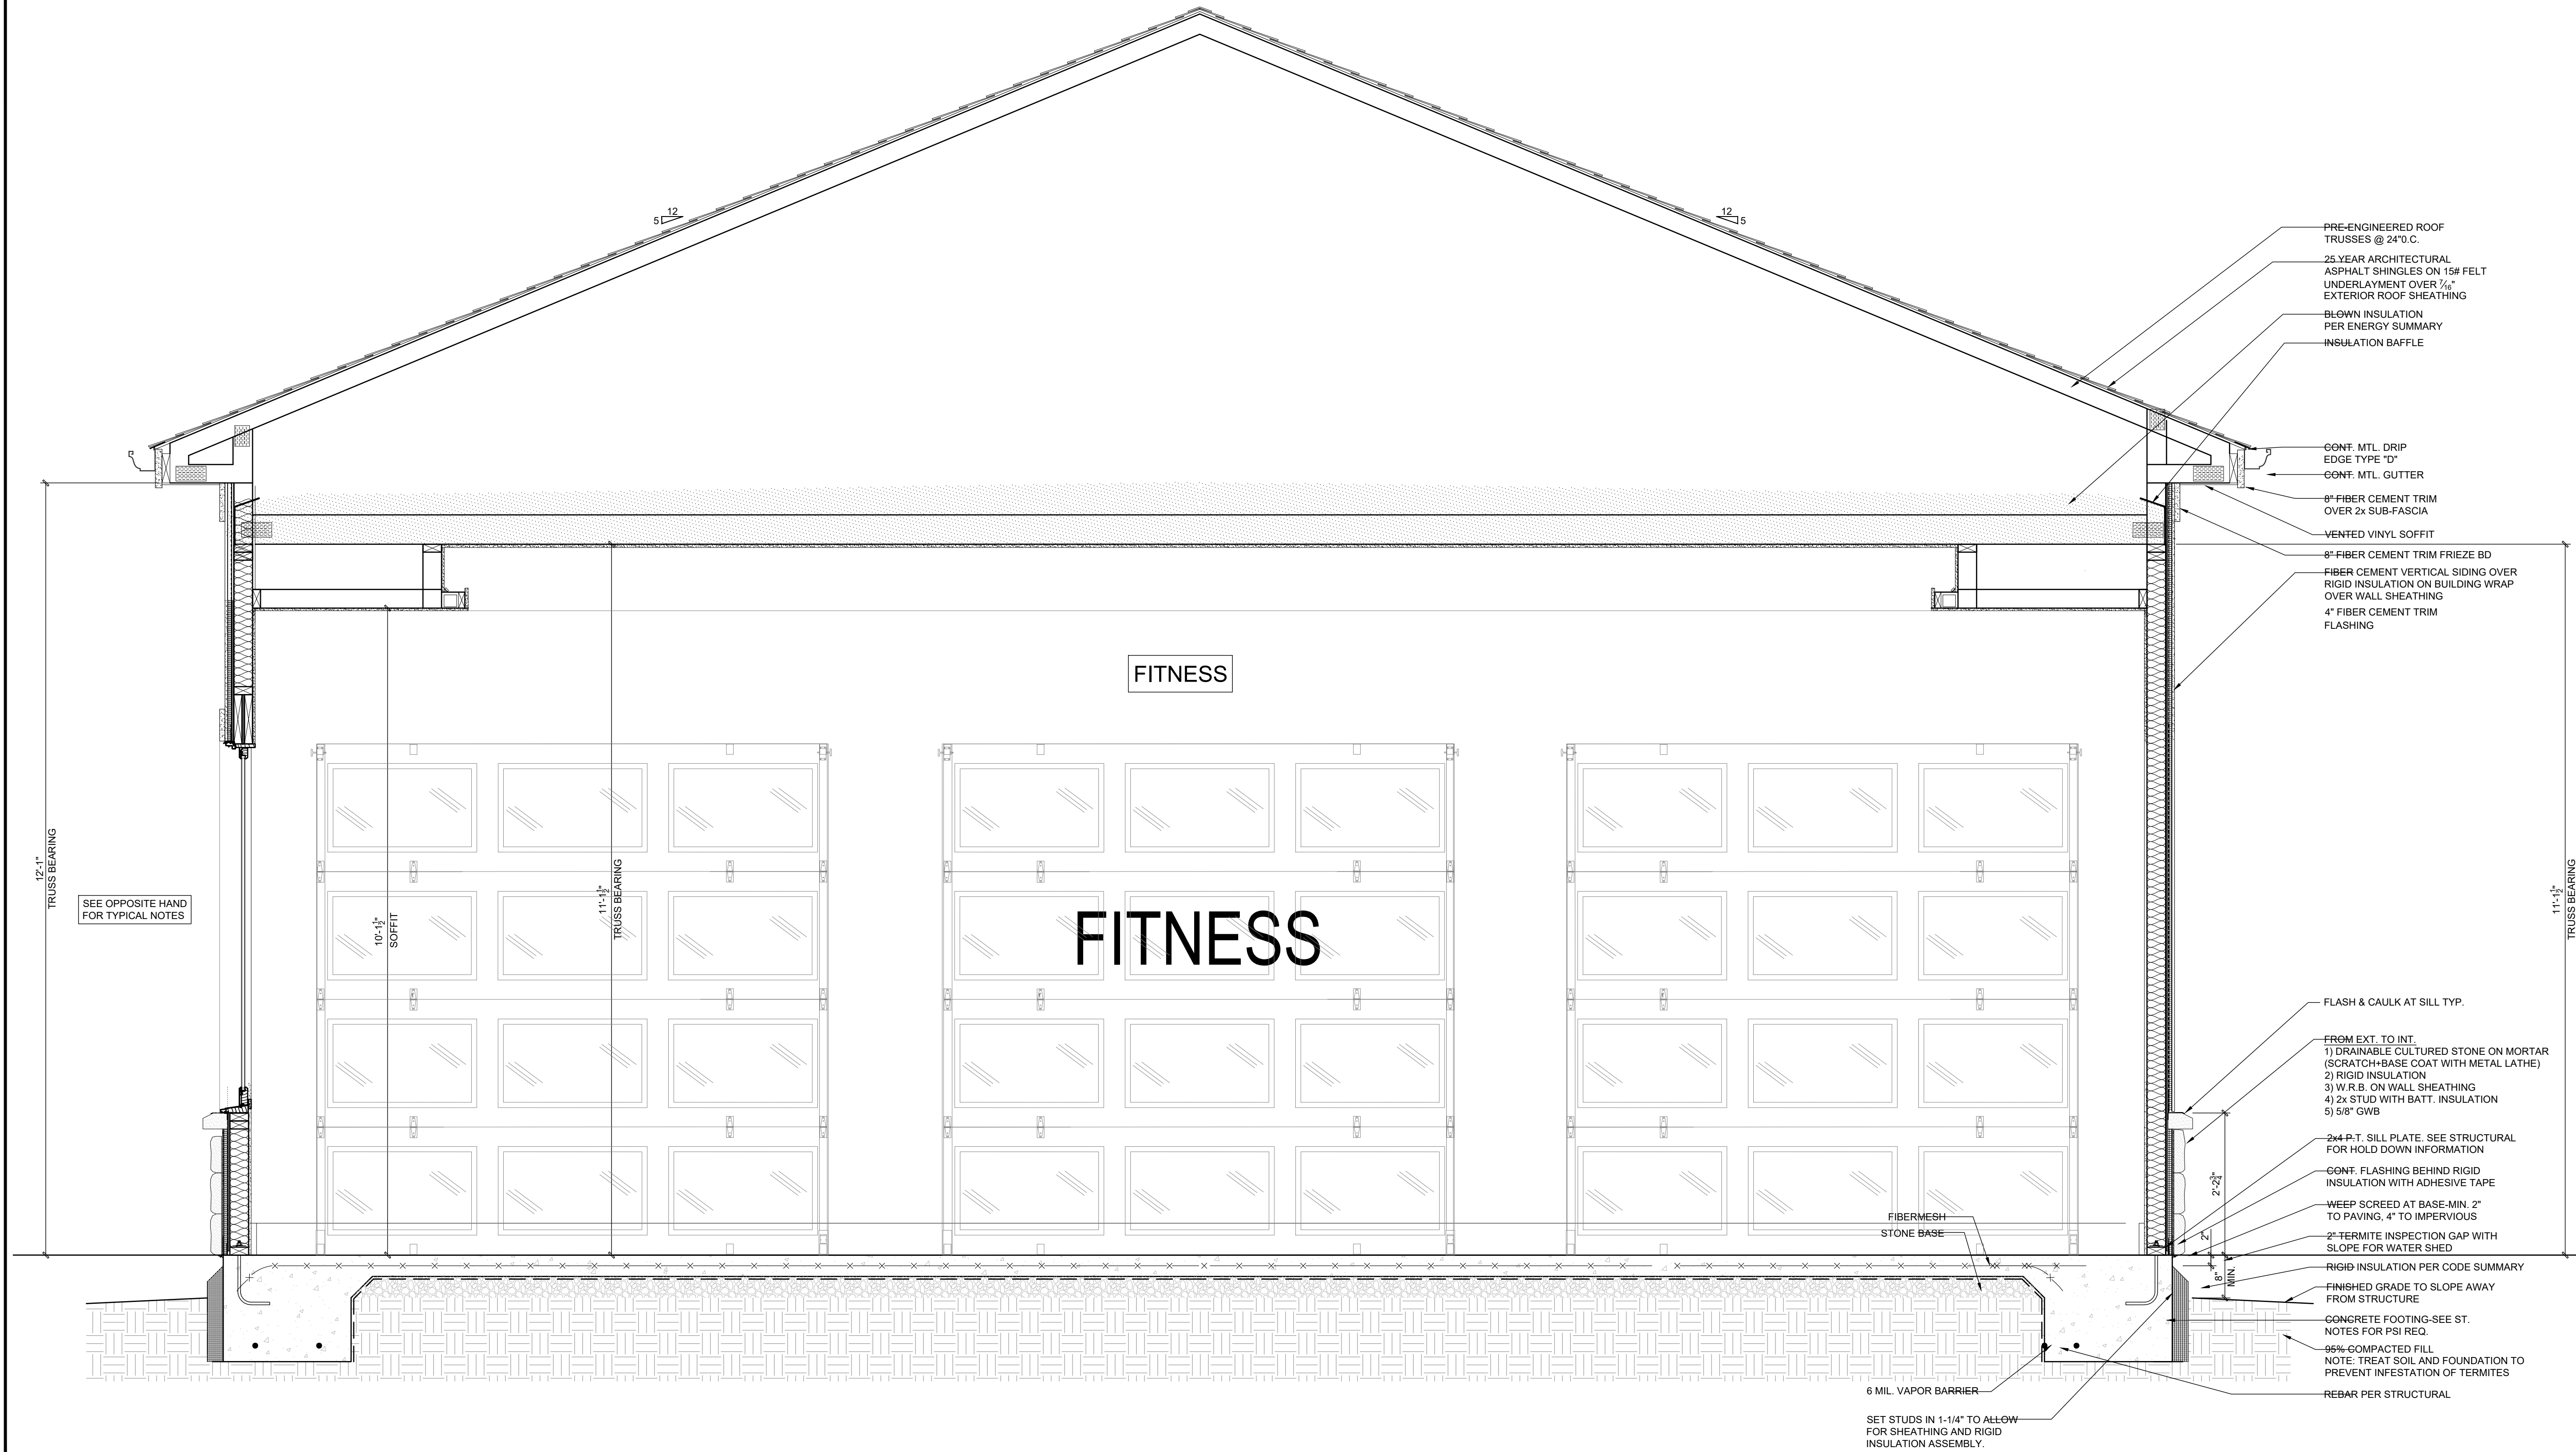 12
5
12
5
PRE-ENGINEERED ROOF
TRUSSES @ 24"0.C.
25 YEAR ARCHITECTURAL
ASPHALT SHINGLES ON 15# FELT
UNDERLAYMENT OVER 7/16"
EXTERIOR ROOF SHEATHING
BLOWN INSULATION
PER ENERGY SUMMARY
INSULATION BAFFLE
CONT. MTL. DRIP
EDGE TYPE "D"
CONT. MTL. GUTTER
8" FIBER CEMENT TRIM
OVER 2x SUB-FASCIA
VENTED VINYL SOFFIT
8" FIBER CEMENT TRIM FRIEZE BD
FIBER CEMENT VERTICAL SIDING OVER
RIGID INSULATION ON BUILDING WRAP
OVER WALL SHEATHING
4" FIBER CEMENT TRIM
FLASHING
FITNESS
12'-1"
TRUSS BEARING
SEE OPPOSITE HAND
FOR TYPICAL NOTES
10'-1 1/2"
SOFFIT
11'-1 1/2"
TRUSS BEARING
FITNESS
11'-1 1/2"
TRUSS BEARING
FLASH & CAULK AT SILL TYP.
FROM EXT. TO INT.
1) DRAINABLE CULTURED STONE ON MORTAR
(SCRATCH+BASE COAT WITH METAL LATHE)
2) RIGID INSULATION
3) W.R.B. ON WALL SHEATHING
4) 2x STUD WITH BATT. INSULATION
5) 5/8" GWB
2x4 P.T. SILL PLATE. SEE STRUCTURAL
FOR HOLD DOWN INFORMATION
CONT. FLASHING BEHIND RIGID
INSULATION WITH ADHESIVE TAPE
WEEP SCREED AT BASE-MIN. 2"
TO PAVING, 4" TO IMPERVIOUS
2" TERMITE INSPECTION GAP WITH
SLOPE FOR WATER SHED
RIGID INSULATION PER CODE SUMMARY
FINISHED GRADE TO SLOPE AWAY
FROM STRUCTURE
CONCRETE FOOTING-SEE ST.
NOTES FOR PSI REQ.
95% COMPACTED FILL
NOTE: TREAT SOIL AND FOUNDATION TO
PREVENT INFESTATION OF TERMITES
REBAR PER STRUCTURAL
2'-2 3/4"
2"
8"
MIN.
FIBERMESH
STONE BASE
6 MIL. VAPOR BARRIER
SET STUDS IN 1-1/4" TO ALLOW
FOR SHEATHING AND RIGID
INSULATION ASSEMBLY.